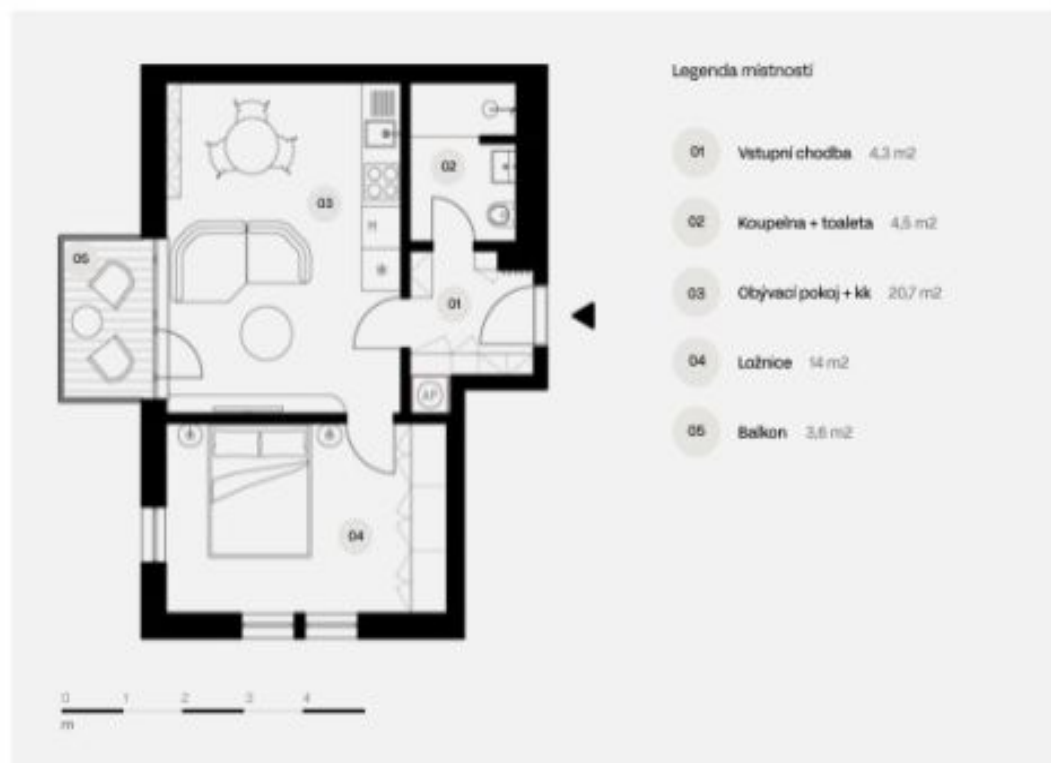 Legenda místností
01 Vstupní chodba 4,3 m2
02 Koupelna + toaleta 4,5 m2
03 Obývací pokoj + kk 20,7 m2
04 Ložnice 14 m2
05 Balkon 3,6 m2
02
03
05
01
AP
04
0 1 2 3 4
m